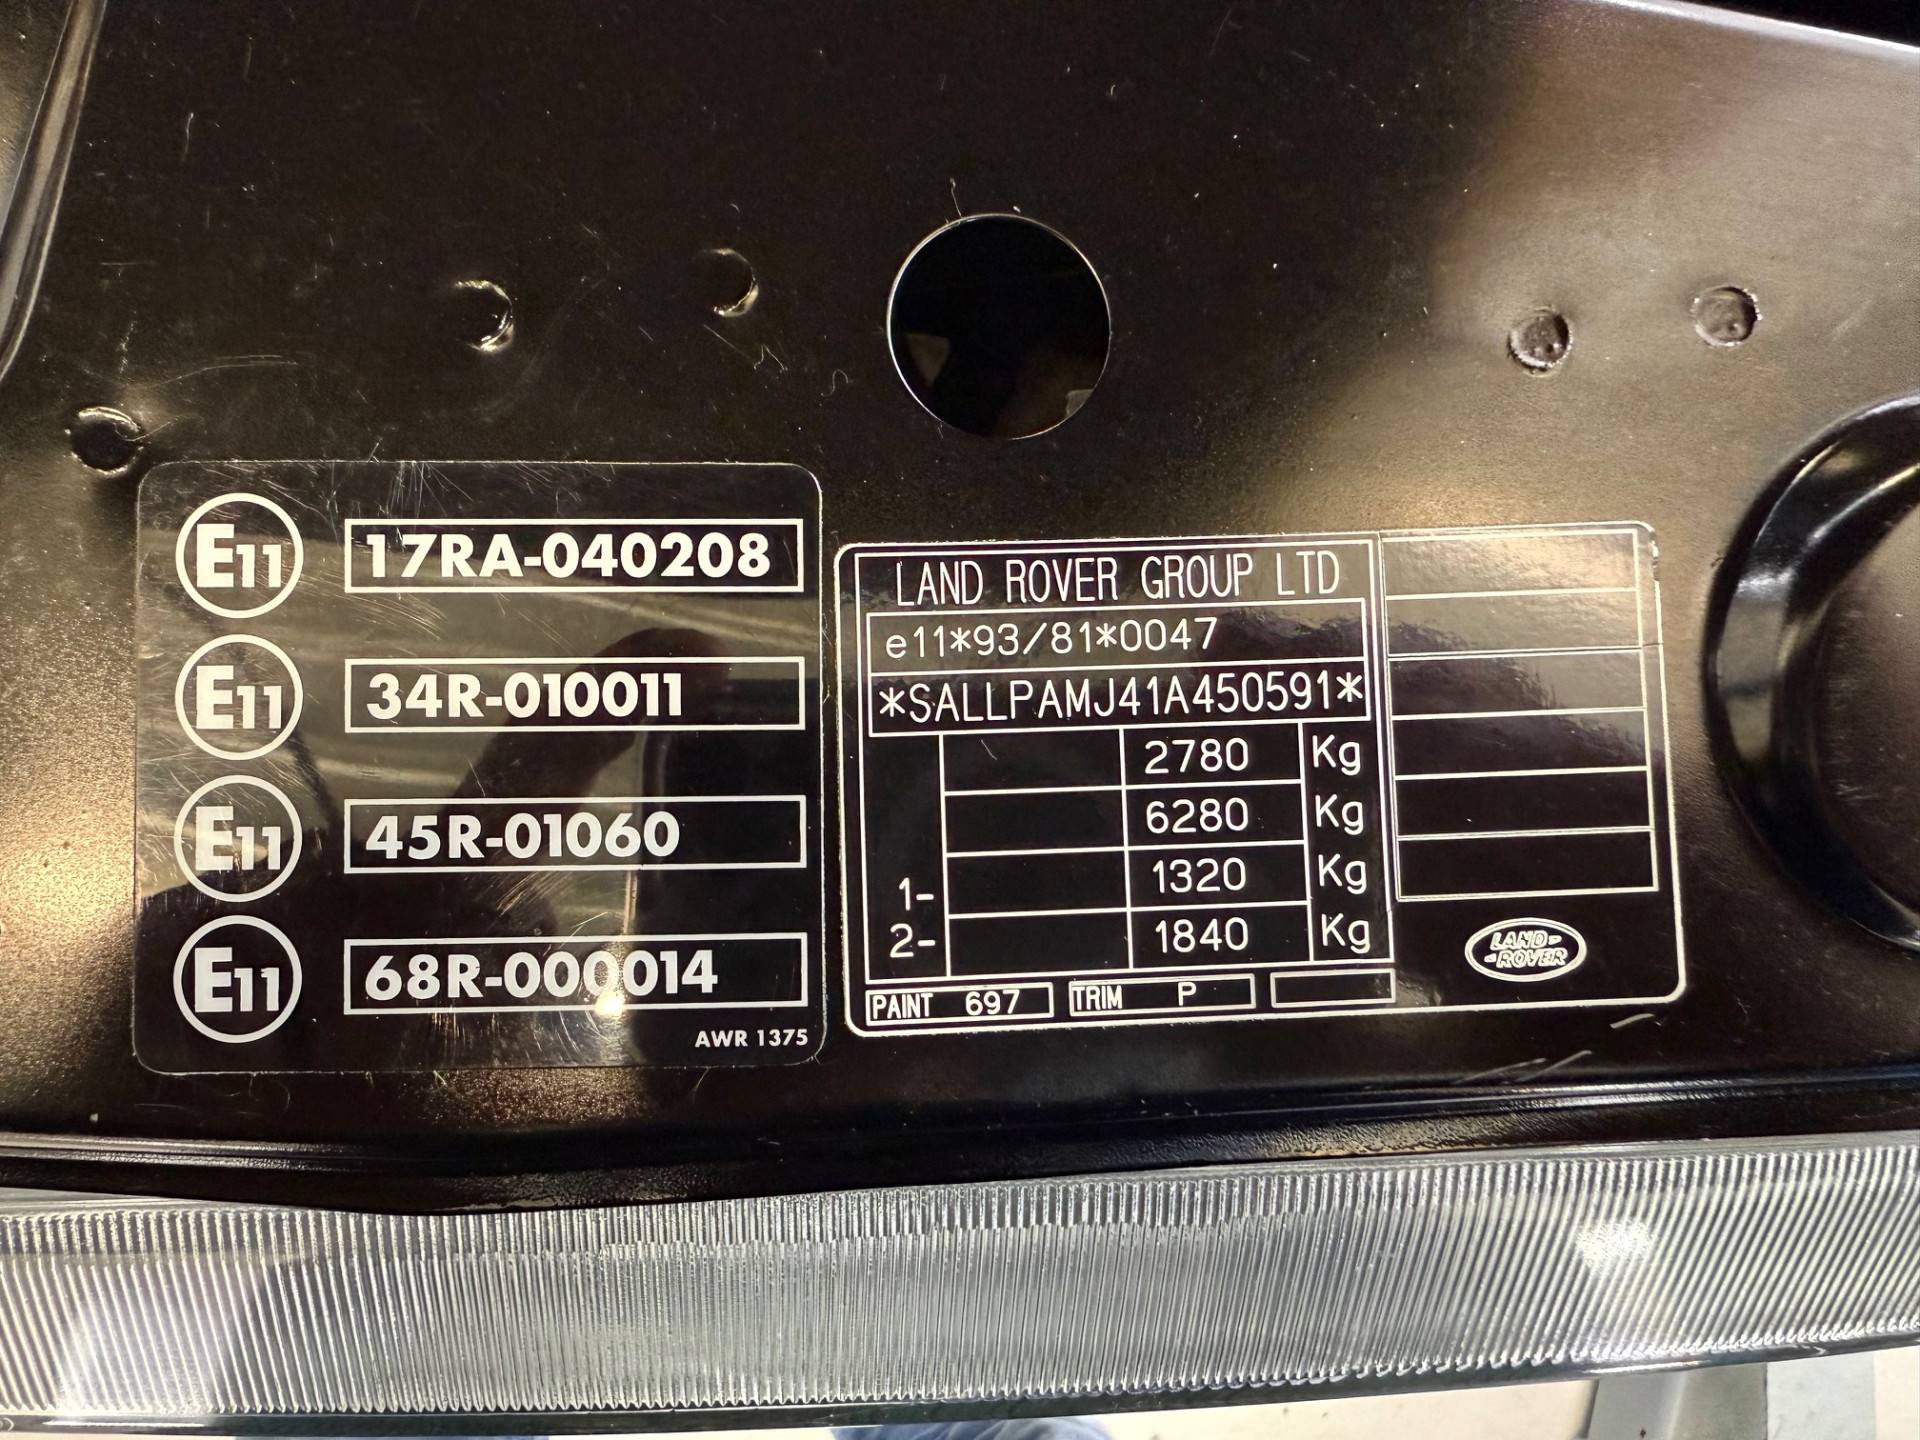 E11 17RA-040208
E11 34R-010011
E11 45R-01060
E11 68R-000014
AWR 1375
LAND ROVER GROUP LTD
e11*93/81*0047
*SALLPAMJ41A450591*
2780 Kg
6280 Kg
1- 1320 Kg
2- 1840 Kg
PAINT 697 TRIM P
LAND-
-ROVER